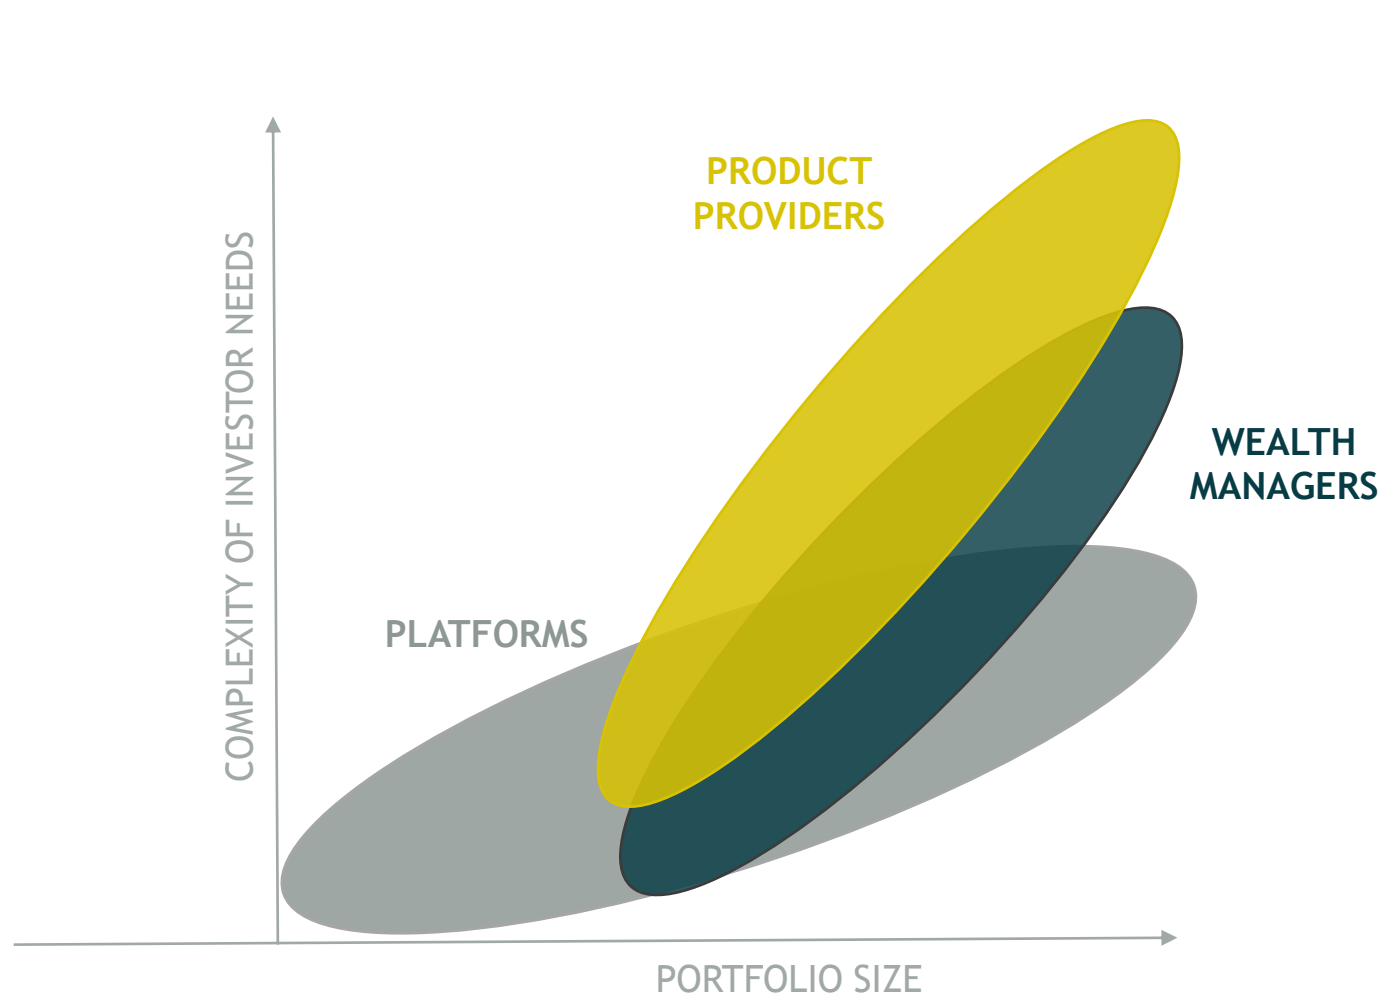 PRODUCT
PROVIDERS
COMPLEXITY OF INVESTOR NEEDS
WEALTH
MANAGERS
PLATFORMS
PORTFOLIO SIZE